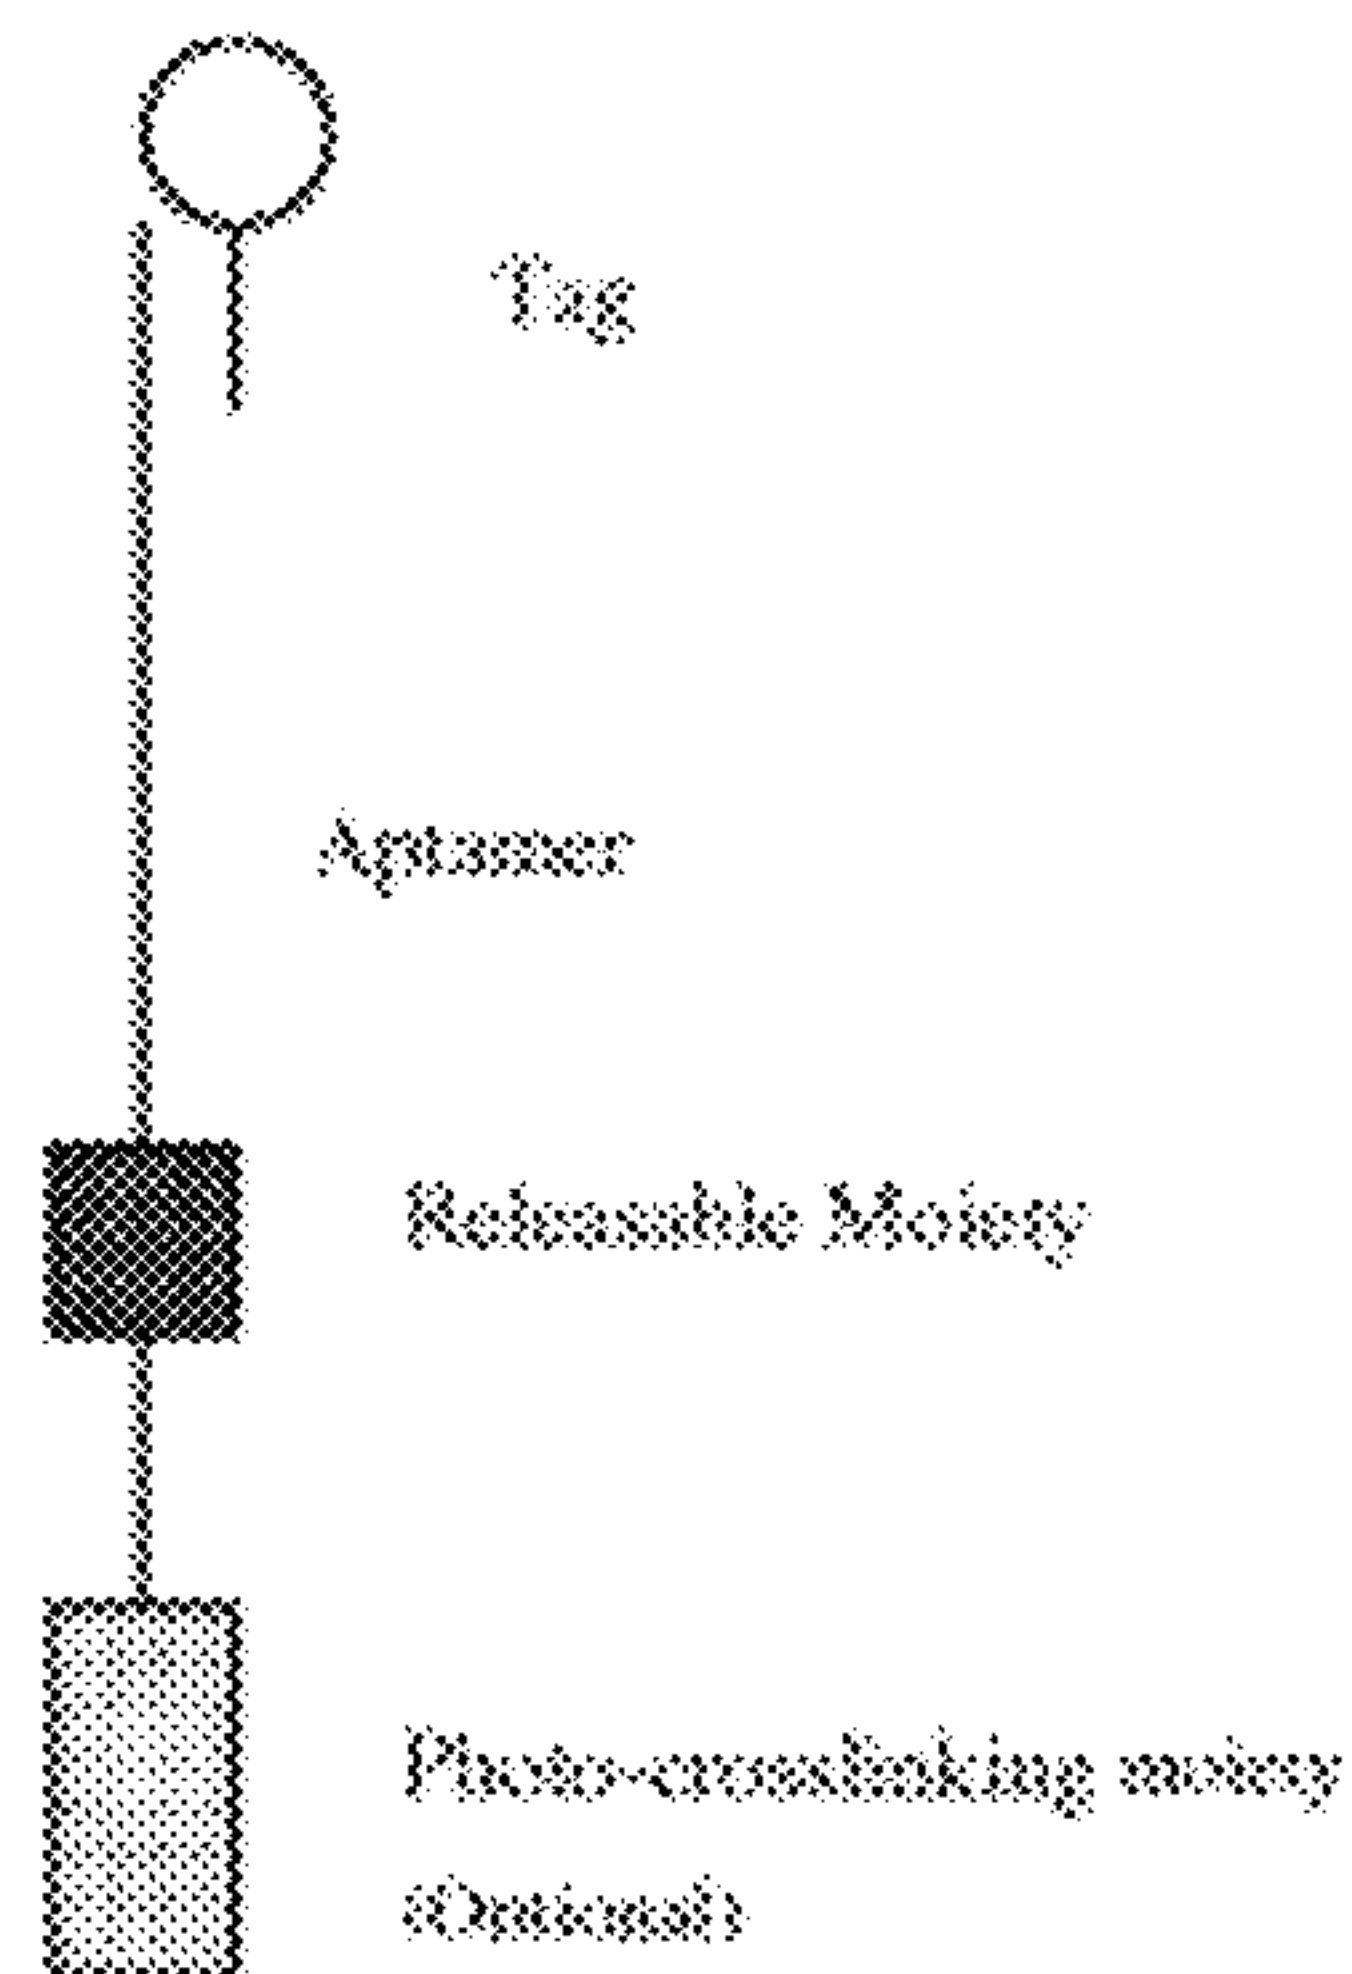 Tag
Aptamer
Releasable Moiety
Photo-crosslinking moiety
(Optional)